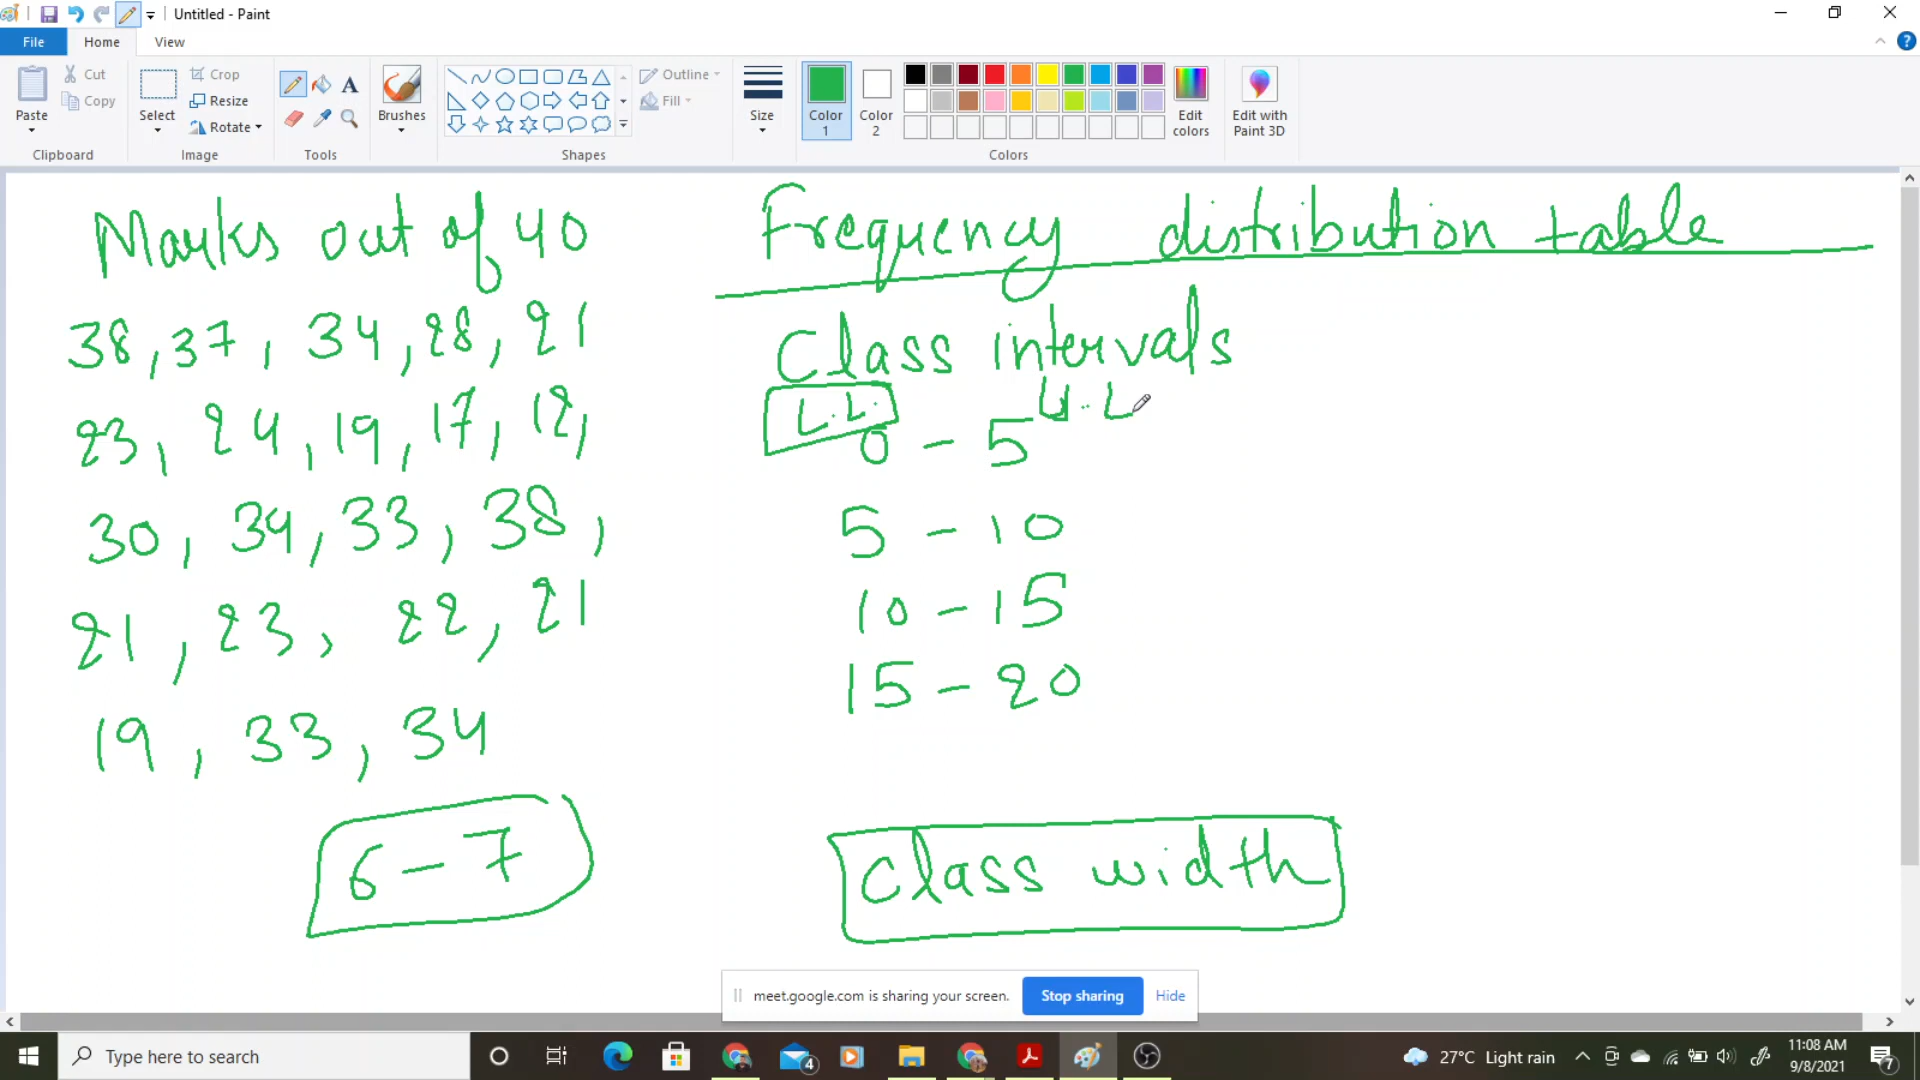 Untitled - Paint
File Home View
Paste Cut Copy
Clipboard
Select Crop Resize Rotate
Image
Tools
Brushes
Outline Fill
Shapes
Size
Color 1
Color 2
Edit colors
Colors
Edit with Paint 3D
Marks out of 40
38, 37, 34, 28, 21
23, 24, 19, 17, 12,
30, 34, 33, 38,
21, 23, 22, 21
19, 33, 34
6 - 7
Frequency distribution table
Class intervals
L.L. U.L
0 - 5
5 - 10
10 - 15
15 - 20
class width
meet.google.com is sharing your screen. Stop sharing Hide
Type here to search
4
27°C Light rain
11:08 AM
9/8/2021
7